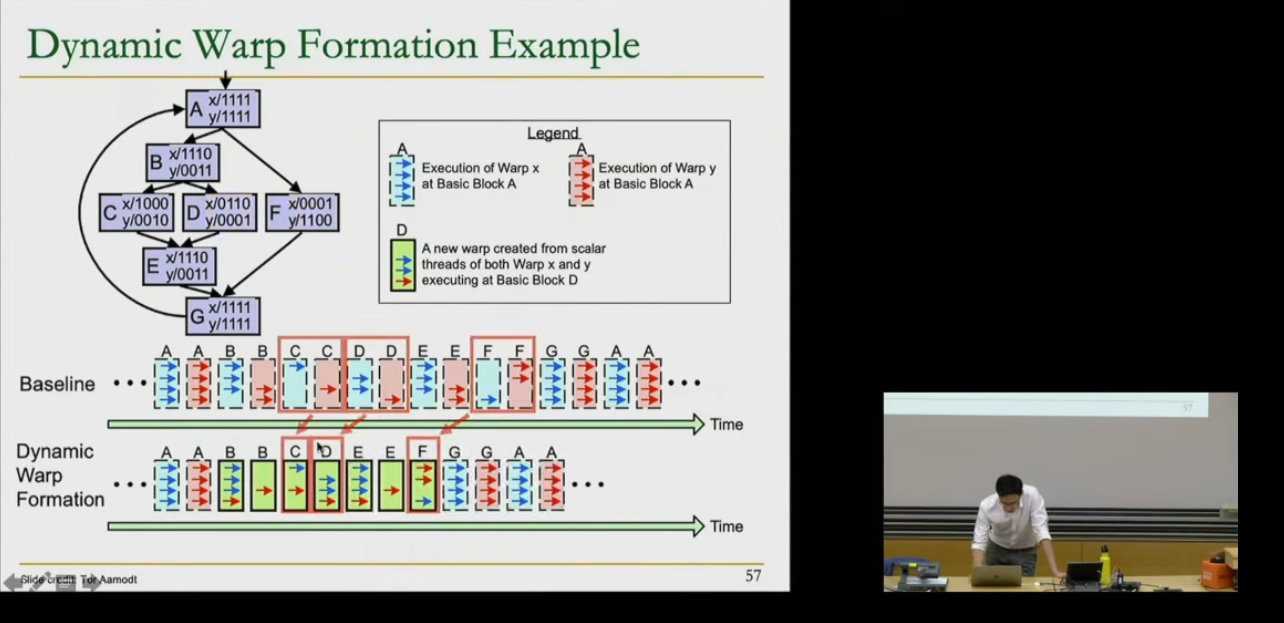 Dynamic Warp Formation Example
A x/1111
y/1111
B x/1110
y/0011
C x/1000
y/0010
D x/0110
y/0001
F x/0001
y/1100
E x/1110
y/0011
G x/1111
y/1111
Legend
A
Execution of Warp x
at Basic Block A
A
Execution of Warp y
at Basic Block A
D
A new warp created from scalar
threads of both Warp x and y
executing at Basic Block D
A A B B C C D D E E F F G G A A
Baseline
Time
Dynamic
Warp
Formation
A A B B C D E E F G G A A
Time
Slide credit: Tor Aamodt
57
57